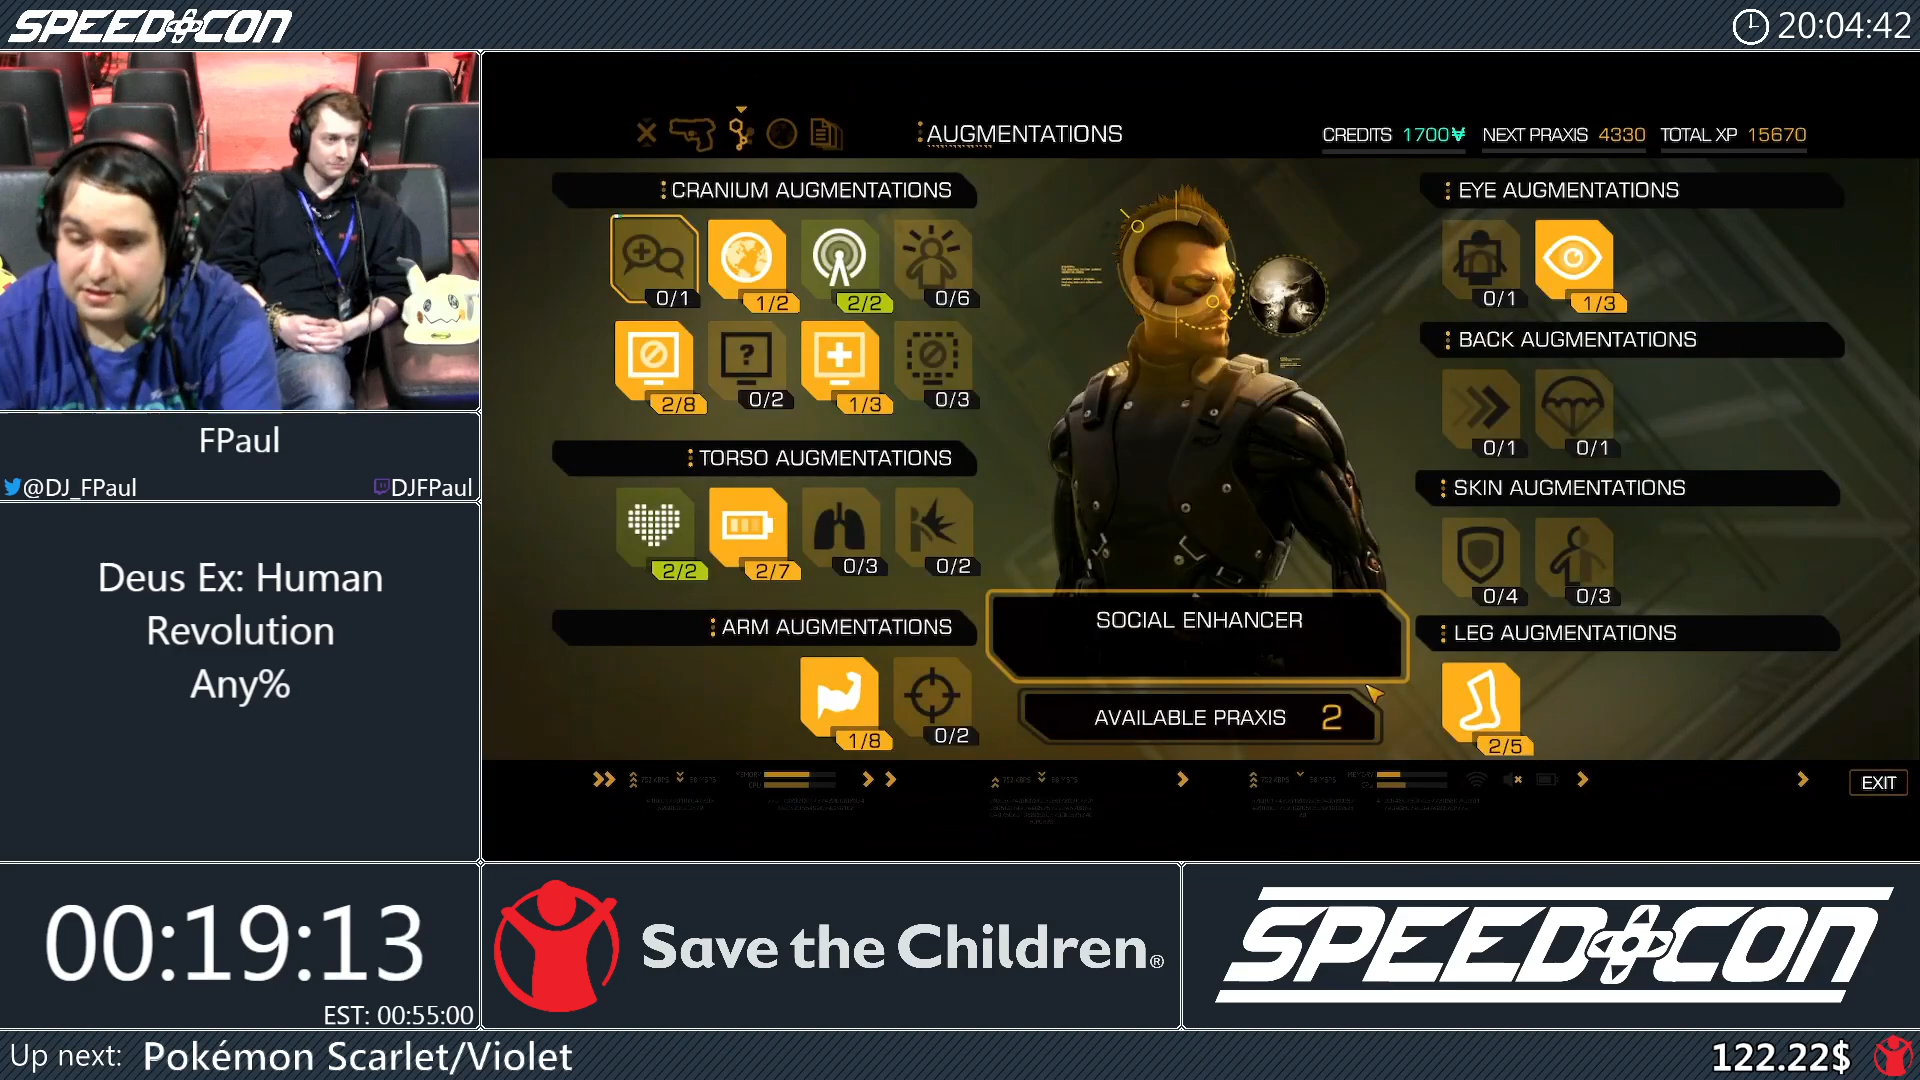 SPEED CON
20:04:42
AUGMENTATIONS
CREDITS 1700
NEXT PRAXIS 4330
TOTAL XP 15670
CRANIUM AUGMENTATIONS
0/1
1/2
2/2
0/6
2/8
0/2
1/3
0/3
TORSO AUGMENTATIONS
2/2
2/7
0/3
0/2
ARM AUGMENTATIONS
1/8
0/2
EYE AUGMENTATIONS
0/1
1/3
BACK AUGMENTATIONS
0/1
0/1
SKIN AUGMENTATIONS
0/4
0/3
LEG AUGMENTATIONS
2/5
SOCIAL ENHANCER
AVAILABLE PRAXIS 2
EXIT
FPaul
@DJ_FPaul
DJFPaul
Deus Ex: Human
Revolution
Any%
00:19:13
EST: 00:55:00
Save the Children®
SPEED CON
Up next: Pokémon Scarlet/Violet
122.22$